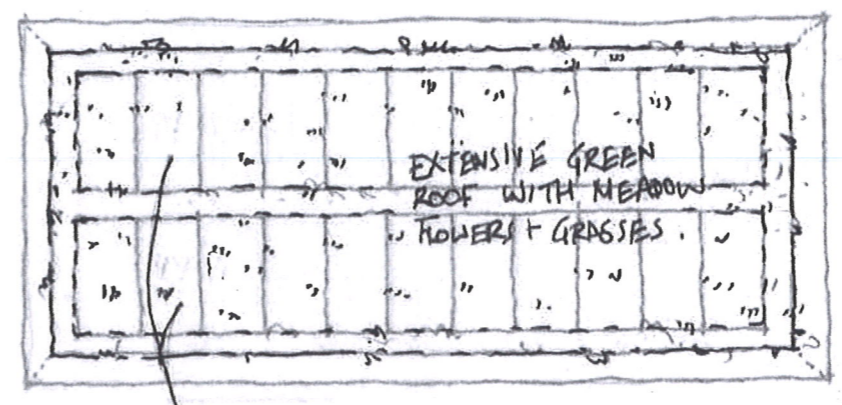 EXTENSIVE GREEN
ROOF WITH MEADOW
FLOWERS + GRASSES.